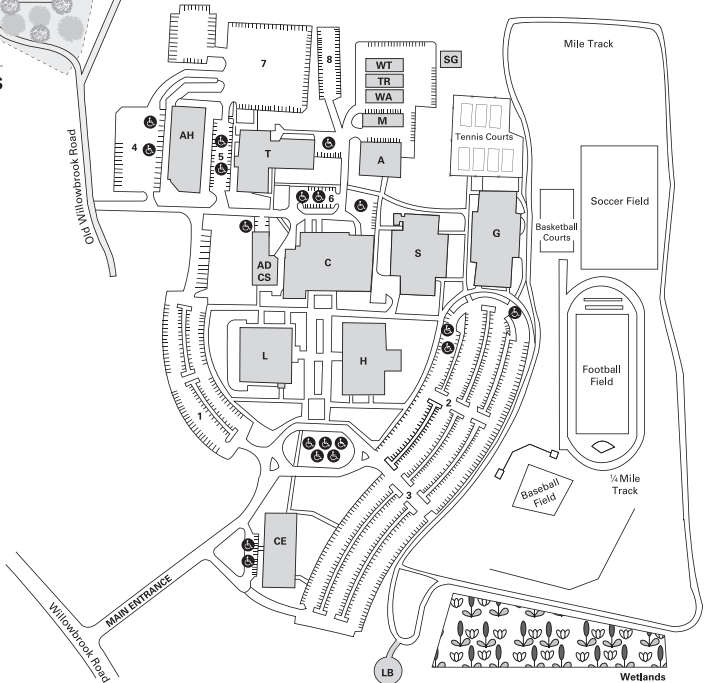 S
7
8
WT
TR
WA
M
SG
Mile Track
4
AH
5
T
A
Tennis Courts
6
Old Willowbrook Road
Soccer Field
Basketball
Courts
AD
CS
C
S
G
L
H
1
2
3
Football
Field
¼ Mile
Track
Baseball
Field
CE
MAIN ENTRANCE
Willowbrook Road
LB
Wetlands